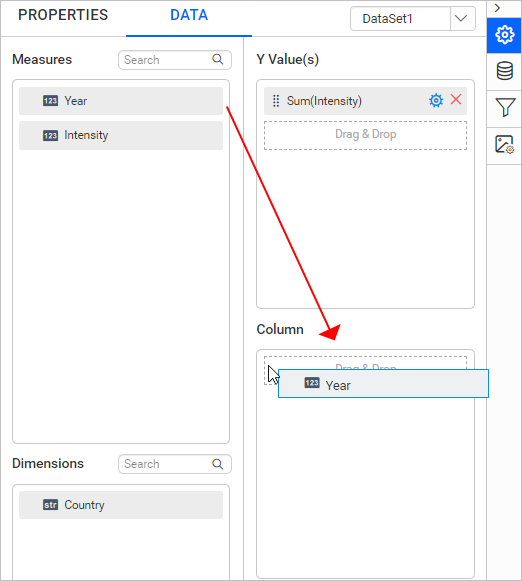 PROPERTIES
DATA
DataSet1
Measures
Search
123 Year
123 Intensity
Dimensions
Search
str Country
Y Value(s)
Sum(Intensity)
Drag & Drop
Column
Drag & Drop
123 Year